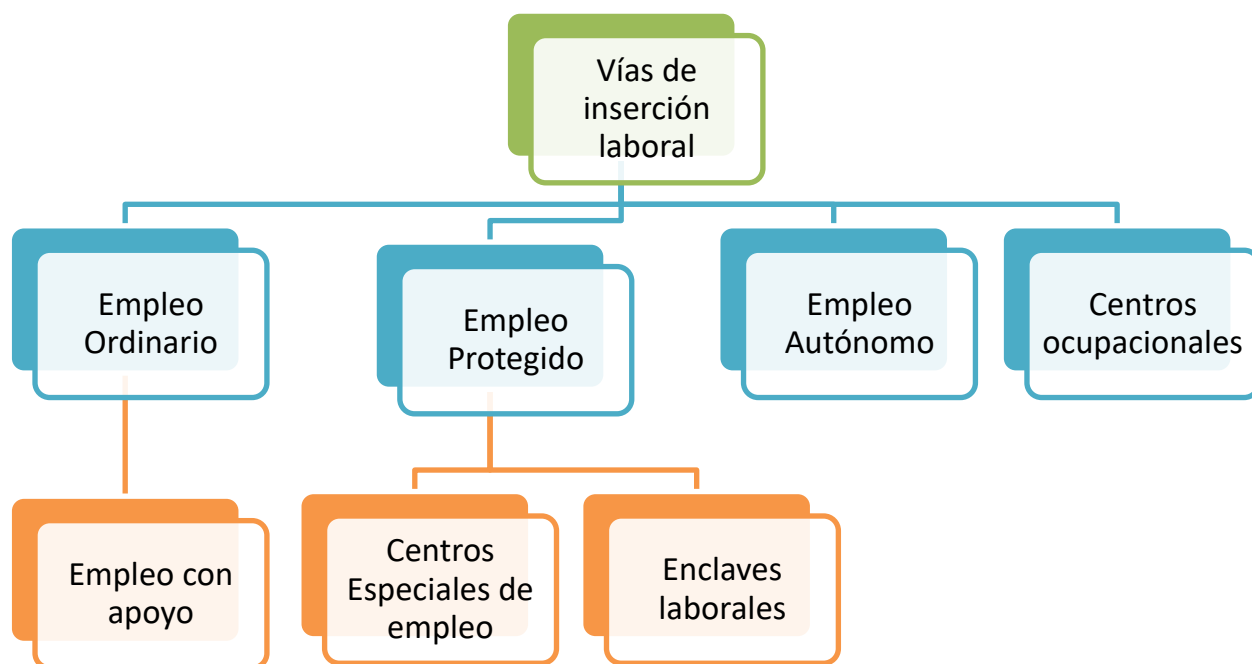 Vías de
inserción
laboral
Empleo
Ordinario
Empleo
Protegido
Empleo
Autónomo
Centros
ocupacionales
Empleo con
apoyo
Centros
Especiales de
empleo
Enclaves
laborales